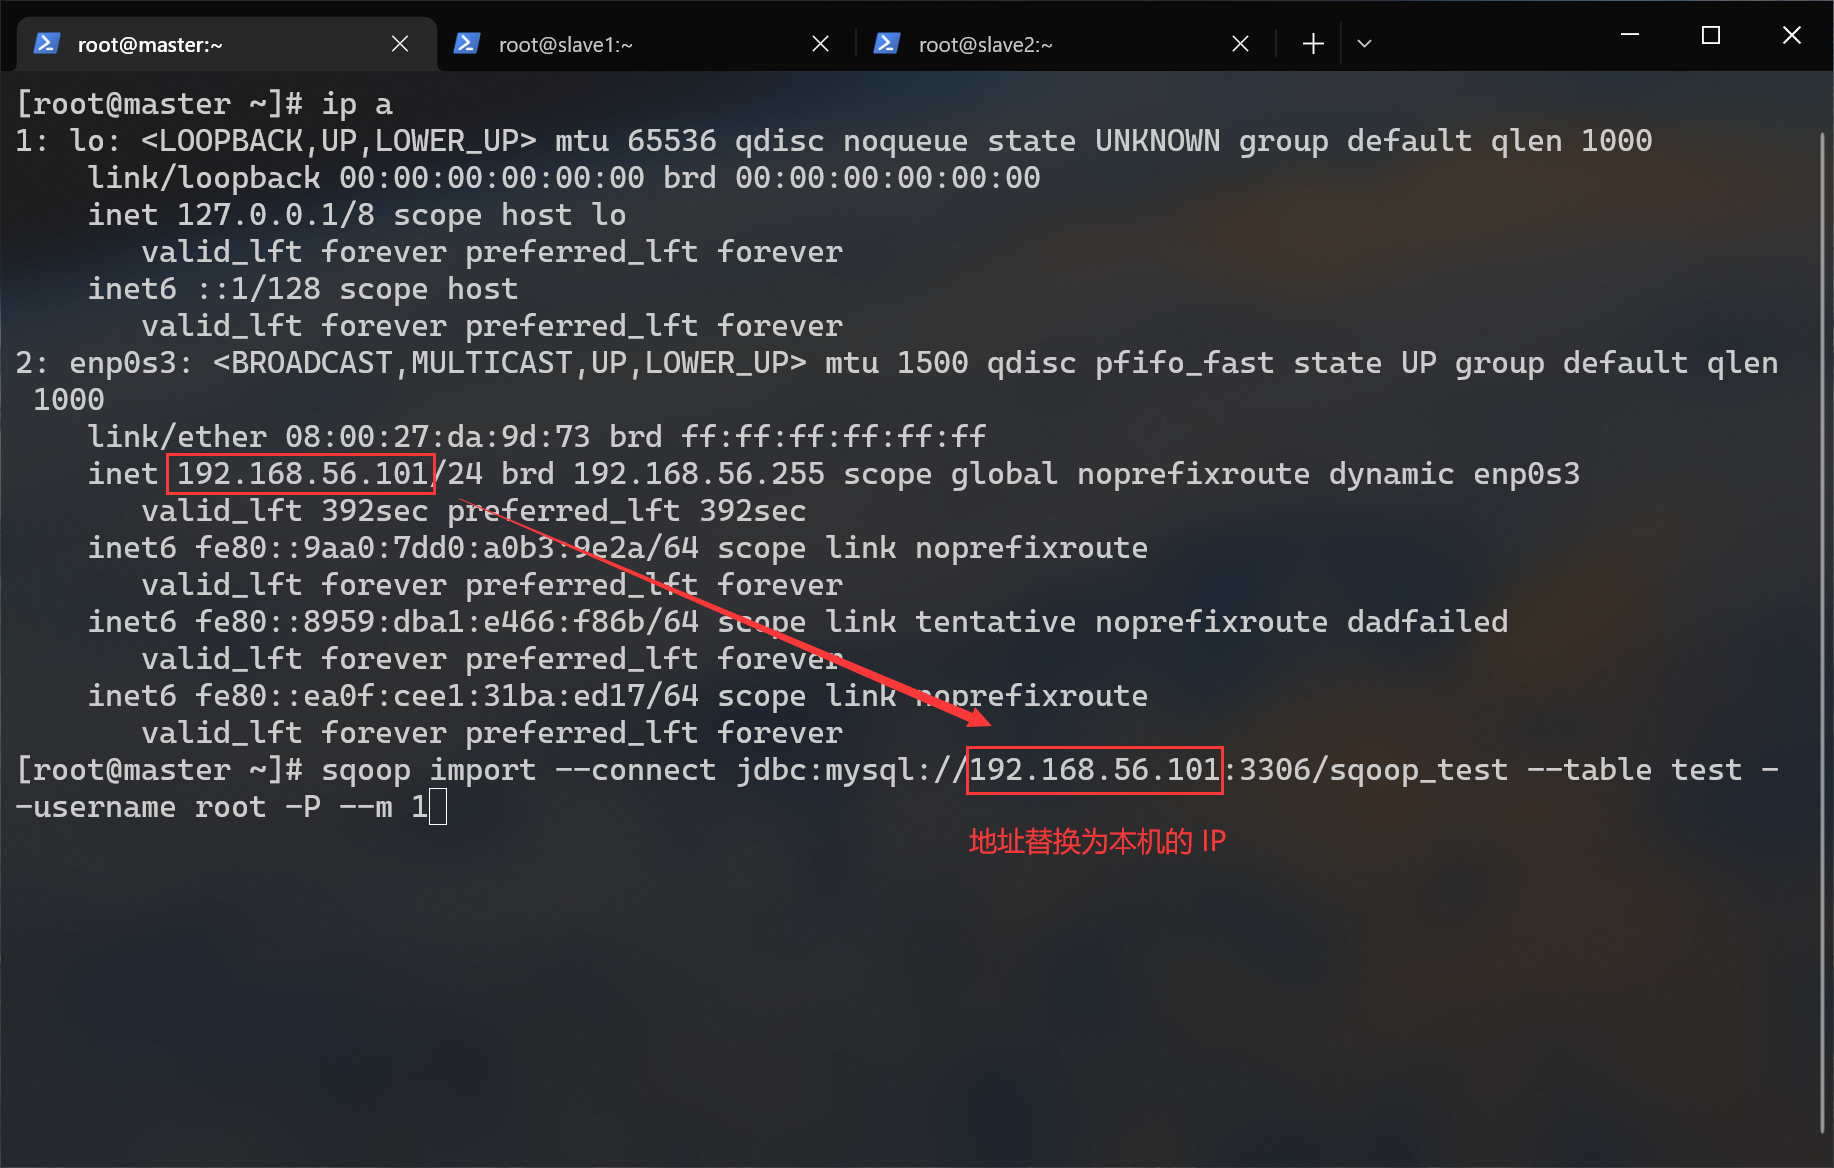 root@master:~ root@slave1:~ root@slave2:~
[root@master ~]# ip a
1: lo: <LOOPBACK,UP,LOWER_UP> mtu 65536 qdisc noqueue state UNKNOWN group default qlen 1000
    link/loopback 00:00:00:00:00:00 brd 00:00:00:00:00:00
    inet 127.0.0.1/8 scope host lo
       valid_lft forever preferred_lft forever
    inet6 ::1/128 scope host
       valid_lft forever preferred_lft forever
2: enp0s3: <BROADCAST,MULTICAST,UP,LOWER_UP> mtu 1500 qdisc pfifo_fast state UP group default qlen
 1000
    link/ether 08:00:27:da:9d:73 brd ff:ff:ff:ff:ff:ff
    inet 192.168.56.101/24 brd 192.168.56.255 scope global noprefixroute dynamic enp0s3
       valid_lft 392sec preferred_lft 392sec
    inet6 fe80::9aa0:7dd0:a0b3:9e2a/64 scope link noprefixroute
       valid_lft forever preferred_lft forever
    inet6 fe80::8959:dba1:e466:f86b/64 scope link tentative noprefixroute dadfailed
       valid_lft forever preferred_lft forever
    inet6 fe80::ea0f:cee1:31ba:ed17/64 scope link noprefixroute
       valid_lft forever preferred_lft forever
[root@master ~]# sqoop import --connect jdbc:mysql://192.168.56.101:3306/sqoop_test --table test -
-username root -P --m 1
地址替换为本机的 IP